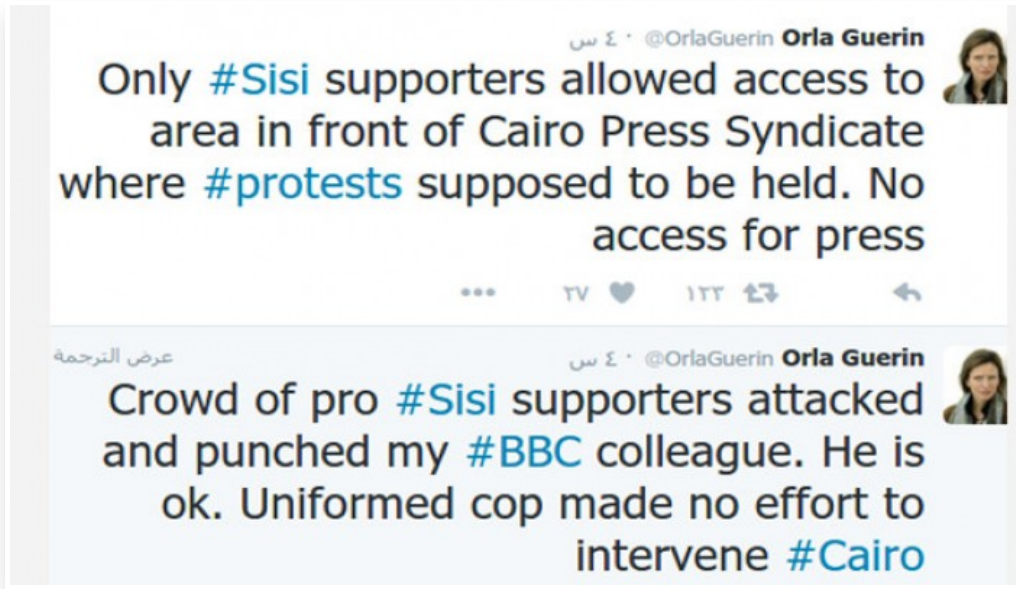 Orla Guerin @OrlaGuerin · ٤ س
Only #Sisi supporters allowed access to
area in front of Cairo Press Syndicate
where #protests supposed to be held. No
access for press
١٢٣ ٢٧
Orla Guerin @OrlaGuerin · ٤ س عرض الترجمة
Crowd of pro #Sisi supporters attacked
and punched my #BBC colleague. He is
ok. Uniformed cop made no effort to
intervene #Cairo